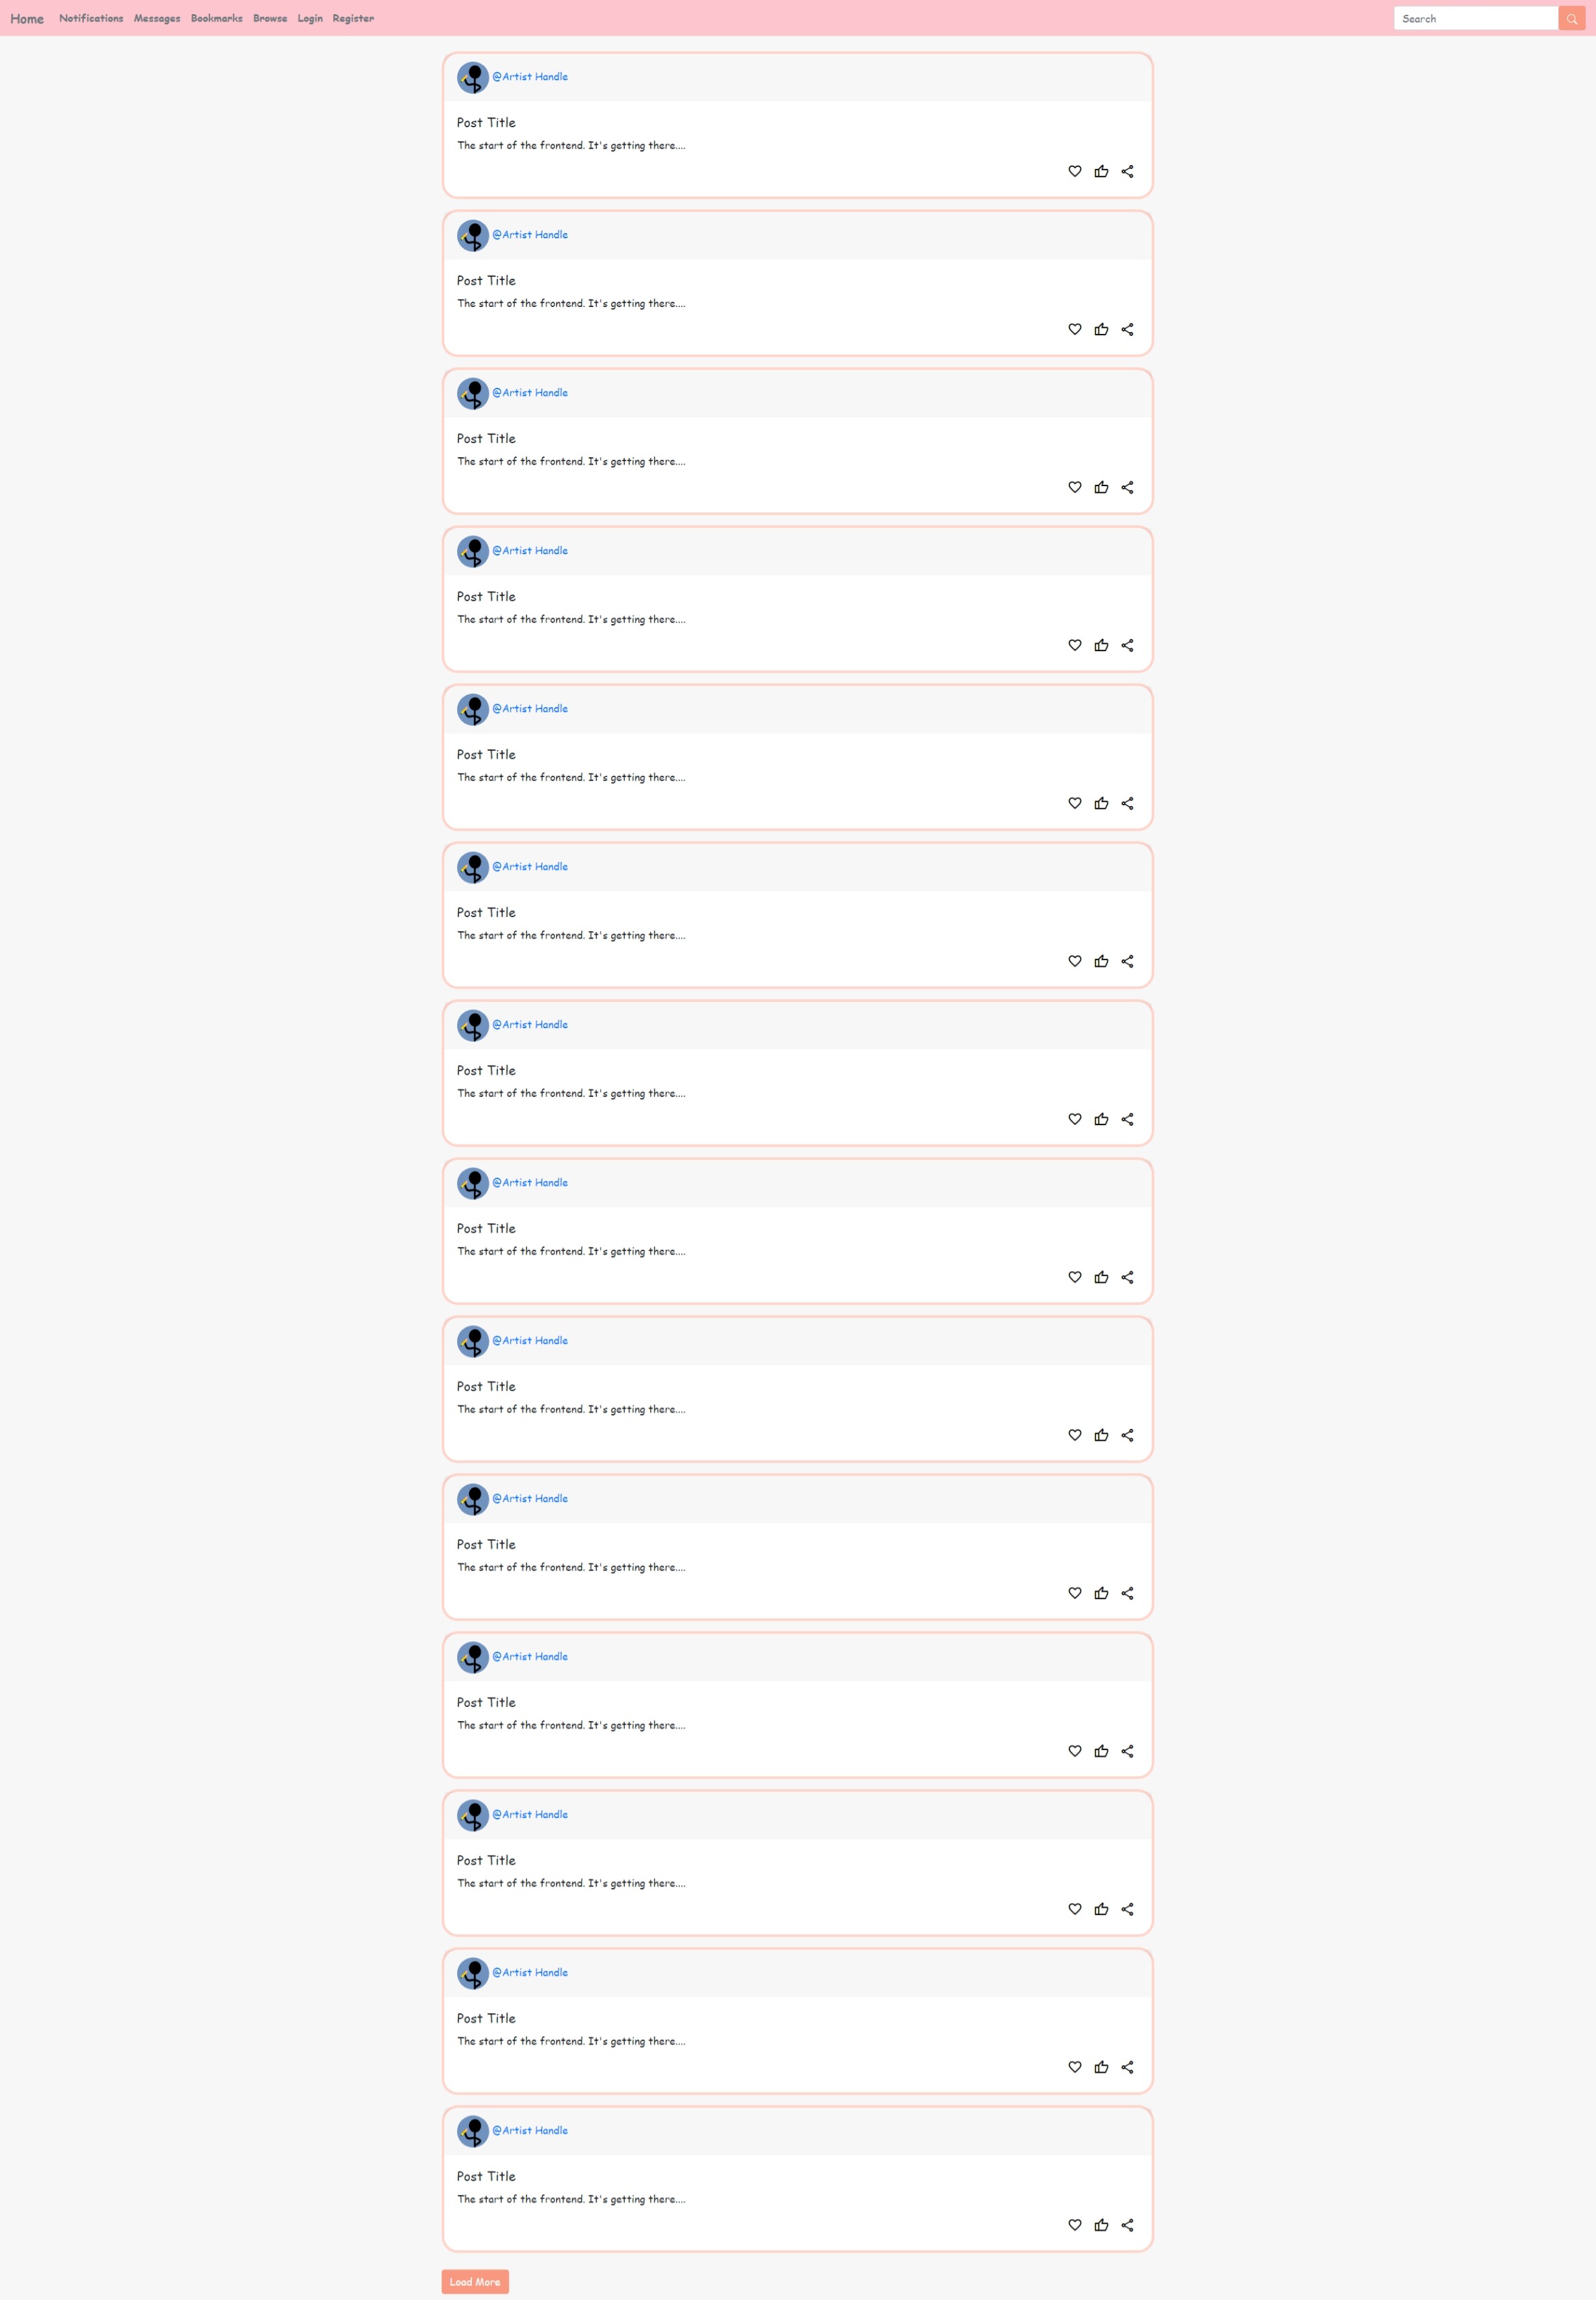 Home Notifications Messages Bookmarks Browse Login Register Search
@Artist Handle
Post Title
The start of the frontend. It's getting there....
@Artist Handle
Post Title
The start of the frontend. It's getting there....
@Artist Handle
Post Title
The start of the frontend. It's getting there....
@Artist Handle
Post Title
The start of the frontend. It's getting there....
@Artist Handle
Post Title
The start of the frontend. It's getting there....
@Artist Handle
Post Title
The start of the frontend. It's getting there....
@Artist Handle
Post Title
The start of the frontend. It's getting there....
@Artist Handle
Post Title
The start of the frontend. It's getting there....
@Artist Handle
Post Title
The start of the frontend. It's getting there....
@Artist Handle
Post Title
The start of the frontend. It's getting there....
@Artist Handle
Post Title
The start of the frontend. It's getting there....
@Artist Handle
Post Title
The start of the frontend. It's getting there....
@Artist Handle
Post Title
The start of the frontend. It's getting there....
@Artist Handle
Post Title
The start of the frontend. It's getting there....
Load More